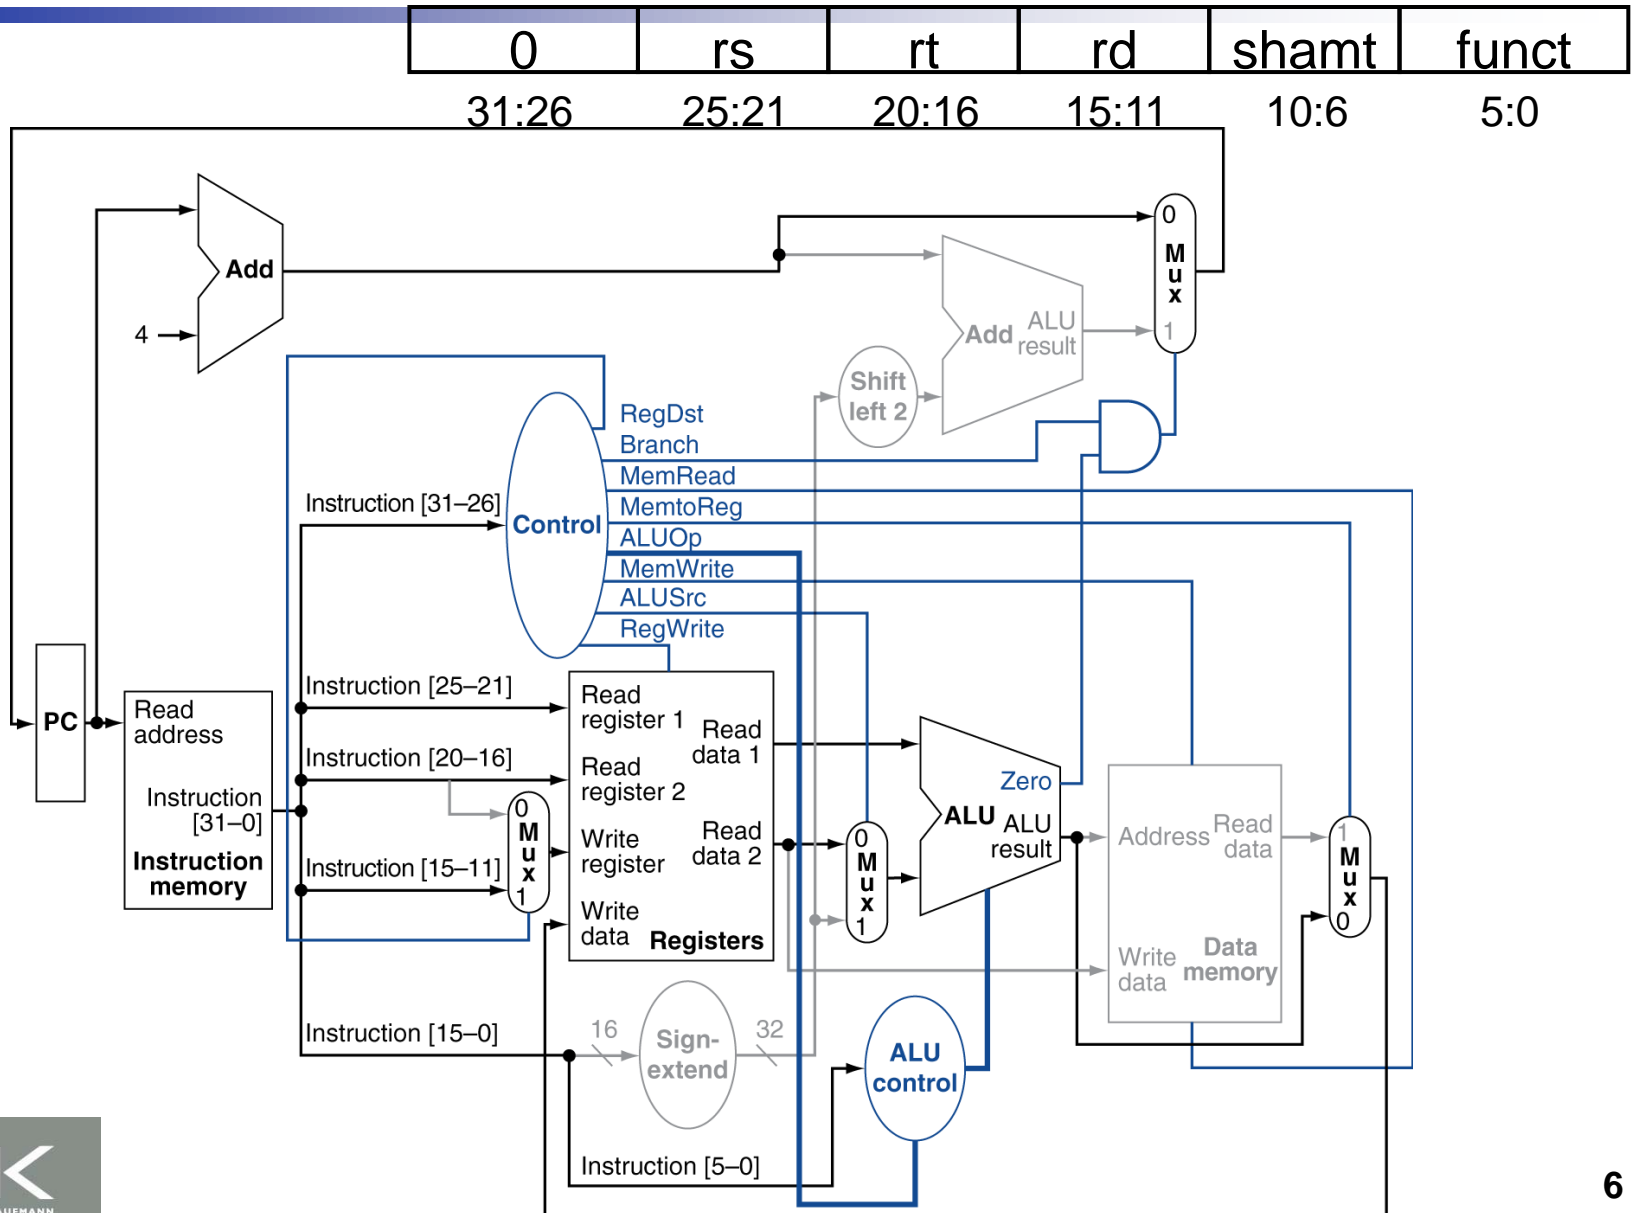 0 rs rt rd shamt funct
31:26 25:21 20:16 15:11 10:6 5:0
0
M
u
x
1
Add
4
Add
ALU
result
Shift
left 2
RegDst
Branch
MemRead
MemtoReg
ALUOp
MemWrite
ALUSrc
RegWrite
Instruction [31–26]
Control
Instruction [25–21]
Instruction [20–16]
Instruction [15–11]
Instruction [15–0]
Instruction [5–0]
PC
Read
address
Instruction
[31–0]
Instruction
memory
0
M
u
x
1
Read
register 1
Read
register 2
Write
register
Write
data
Read
data 1
Read
data 2
Registers
0
M
u
x
1
Zero
ALU
ALU
result
Address
Read
data
Write
data
Data
memory
1
M
u
x
0
16
Sign-
extend
32
ALU
control
K
6